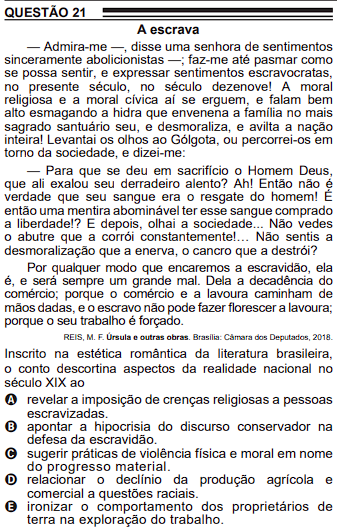 QUESTÃO 21
A escrava
— Admira-me —, disse uma senhora de sentimentos
sinceramente abolicionistas —; faz-me até pasmar como
se possa sentir, e expressar sentimentos escravocratas,
no presente século, no século dezenove! A moral
religiosa e a moral cívica aí se erguem, e falam bem
alto esmagando a hidra que envenena a família no mais
sagrado santuário seu, e desmoraliza, e avilta a nação
inteira! Levantai os olhos ao Gólgota, ou percorrei-os em
torno da sociedade, e dizei-me:
— Para que se deu em sacrifício o Homem Deus,
que ali exalou seu derradeiro alento? Ah! Então não é
verdade que seu sangue era o resgate do homem! É
então uma mentira abominável ter esse sangue comprado
a liberdade!? E depois, olhai a sociedade... Não vedes
o abutre que a corrói constantemente!… Não sentis a
desmoralização que a enerva, o cancro que a destrói?
Por qualquer modo que encaremos a escravidão, ela
é, e será sempre um grande mal. Dela a decadência do
comércio; porque o comércio e a lavoura caminham de
mãos dadas, e o escravo não pode fazer florescer a lavoura;
porque o seu trabalho é forçado.
REIS, M. F. Úrsula e outras obras. Brasília: Câmara dos Deputados, 2018.
Inscrito na estética romântica da literatura brasileira,
o conto descortina aspectos da realidade nacional no
século XIX ao
A revelar a imposição de crenças religiosas a pessoas
escravizadas.
B apontar a hipocrisia do discurso conservador na
defesa da escravidão.
C sugerir práticas de violência física e moral em nome
do progresso material.
D relacionar o declínio da produção agrícola e
comercial a questões raciais.
E ironizar o comportamento dos proprietários de
terra na exploração do trabalho.